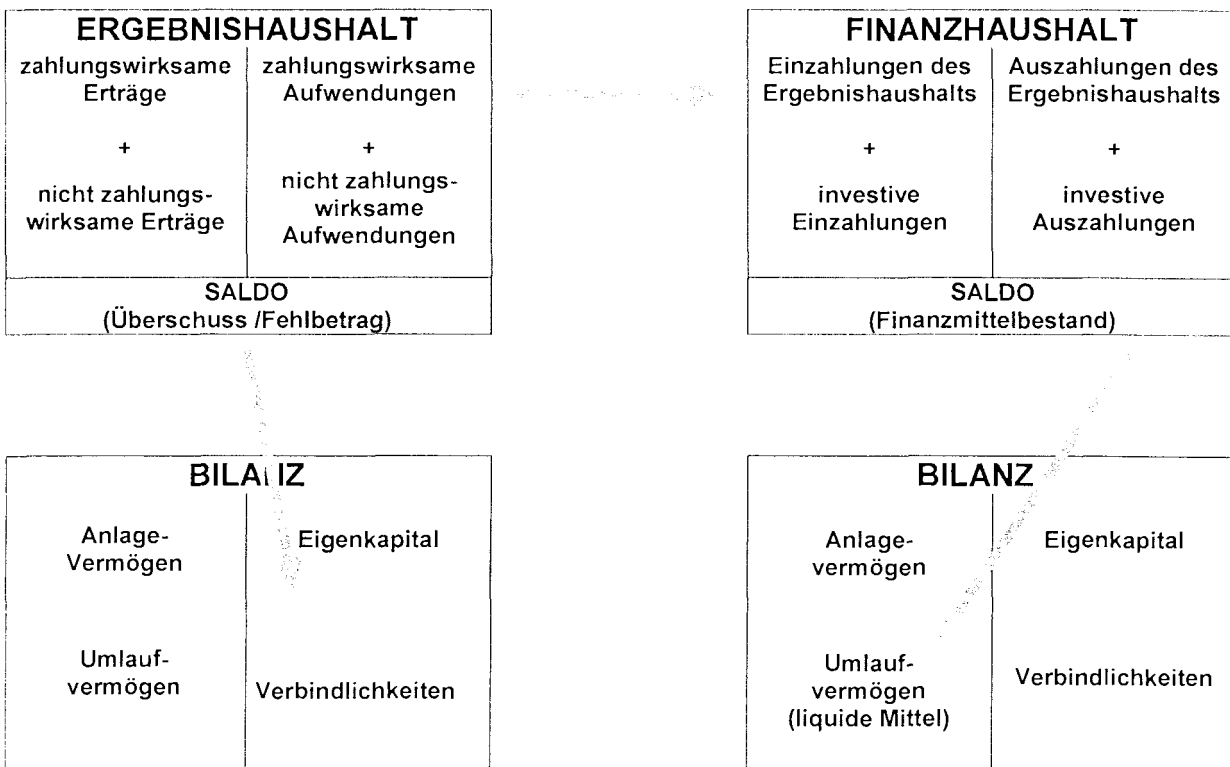 ERGEBNISHAUSHALT
zahlungswirksame
Erträge
+
nicht zahlungs-
wirksame Erträge
zahlungswirksame
Aufwendungen
+
nicht zahlungs-
wirksame
Aufwendungen
SALDO
(Überschuss /Fehlbetrag)
FINANZHAUSHALT
Einzahlungen des
Ergebnishaushalts
+
investive
Einzahlungen
Auszahlungen des
Ergebnishaushalts
+
investive
Auszahlungen
SALDO
(Finanzmittelbestand)
BILANZ
Anlage-
Vermögen
Umlauf-
vermögen
Eigenkapital
Verbindlichkeiten
BILANZ
Anlage-
vermögen
Umlauf-
vermögen
(liquide Mittel)
Eigenkapital
Verbindlichkeiten